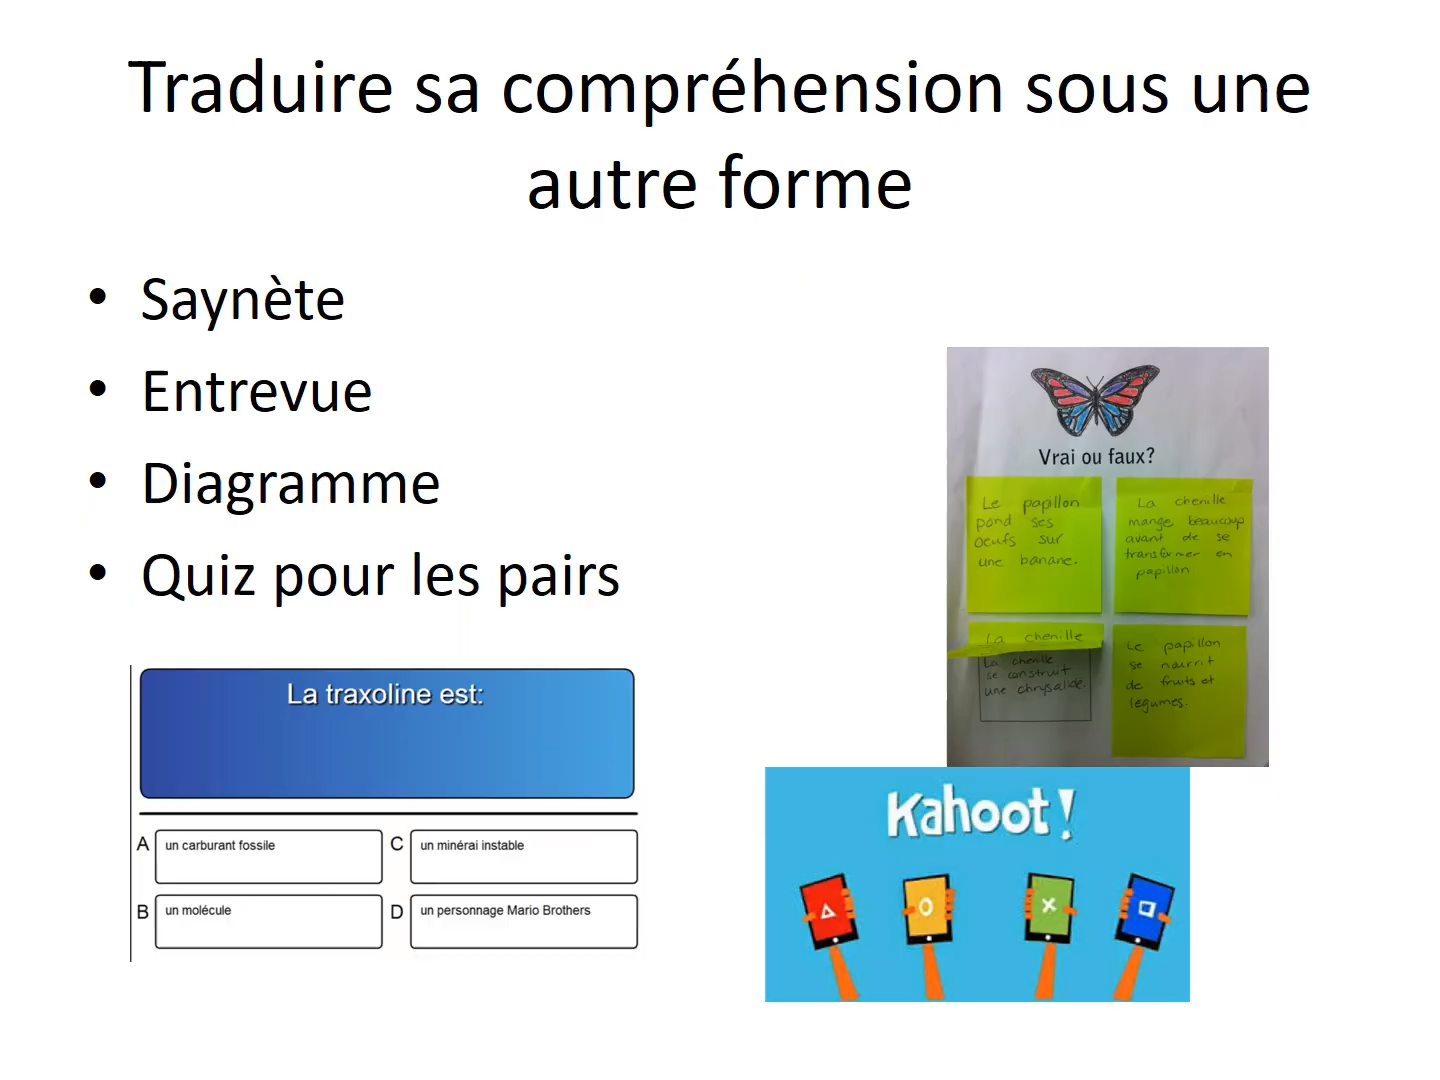 Traduire sa compréhension sous une
autre forme
• Saynète
• Entrevue
• Diagramme
• Quiz pour les pairs
Vrai ou faux?
Le papillon
pond ses
oeufs sur
une banane.
La chenille
mange beaucoup
avant de se
transformer en
papillon
La chenille
La chenille
se construit
une chrysalide.
Le papillon
se nourrit
de fruits et
légumes.
La traxoline est:
A un carburant fossile
C un minérai instable
B un molécule
D un personnage Mario Brothers
Kahoot!